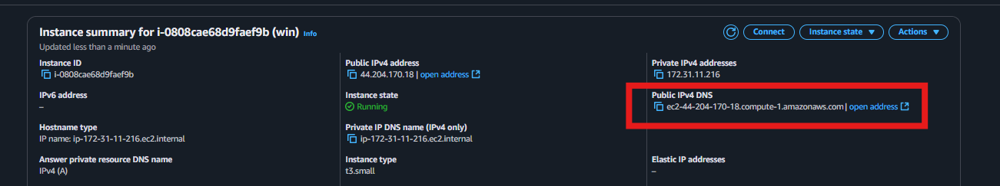 Instance summary for i-0808cae68d9faef9b (win) Info
Connect
Instance state
Actions
Updated less than a minute ago
Instance ID
i-0808cae68d9faef9b
Public IPv4 address
44.204.170.18 | open address
Private IPv4 addresses
172.31.11.216
IPv6 address
–
Instance state
Running
Public IPv4 DNS
ec2-44-204-170-18.compute-1.amazonaws.com | open address
Hostname type
IP name: ip-172-31-11-216.ec2.internal
Private IP DNS name (IPv4 only)
ip-172-31-11-216.ec2.internal
Answer private resource DNS name
IPv4 (A)
Instance type
t3.small
Elastic IP addresses
–